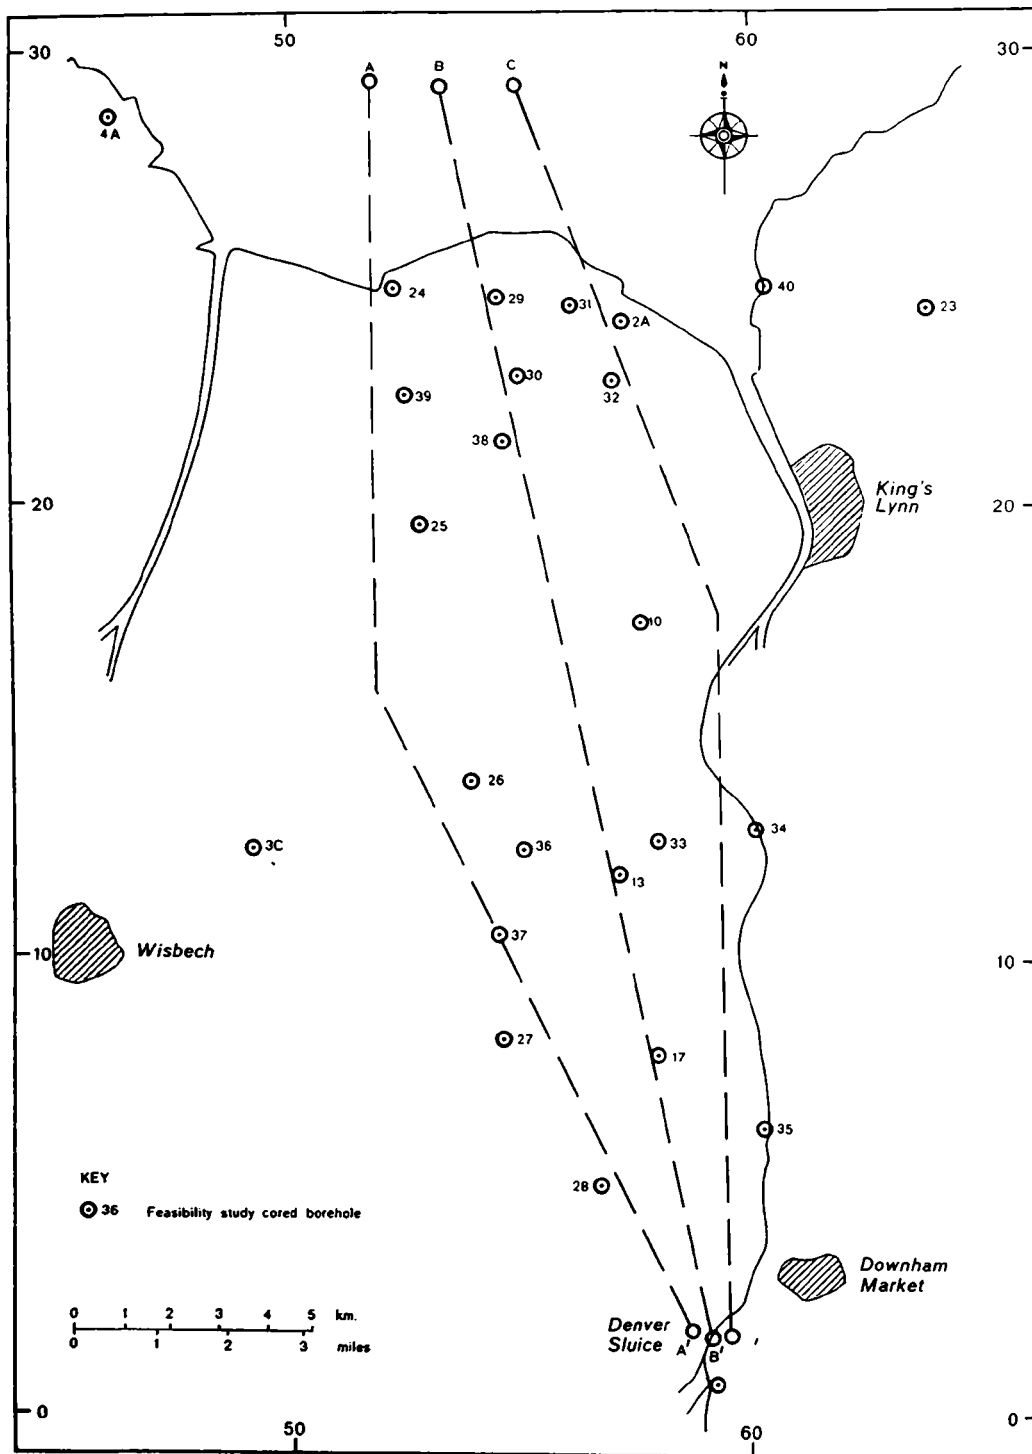 50
60
30
30
A
B
C
N
4A
24
29
31
2A
40
23
30
32
39
38
20
King's
Lynn
20
25
10
26
3C
36
33
34
13
37
10
Wisbech
10
27
17
35
28
KEY
36 Feasibility study cored borehole
Downham
Market
0 1 2 3 4 5 km.
0 1 2 3 miles
Denver
Sluice
A'
B'
'
0
0
50
60